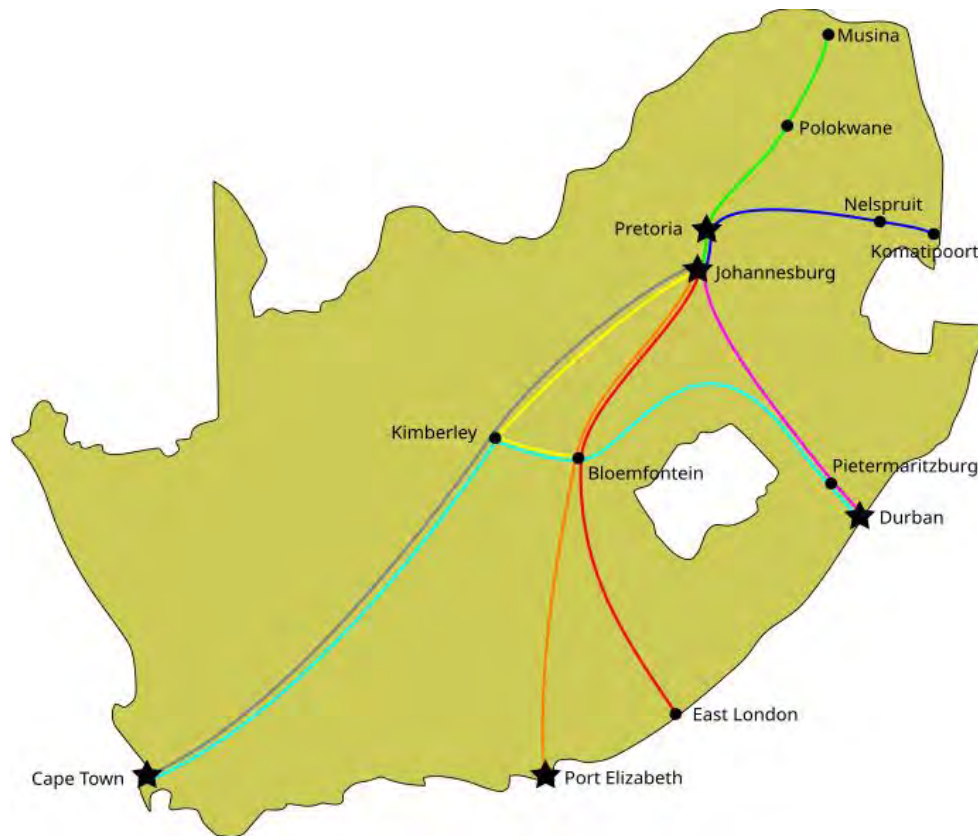 Musina
Polokwane
Nelspruit
Pretoria
Komatipoort
Johannesburg
Kimberley
Bloemfontein
Pietermaritzburg
Durban
East London
Cape Town
Port Elizabeth